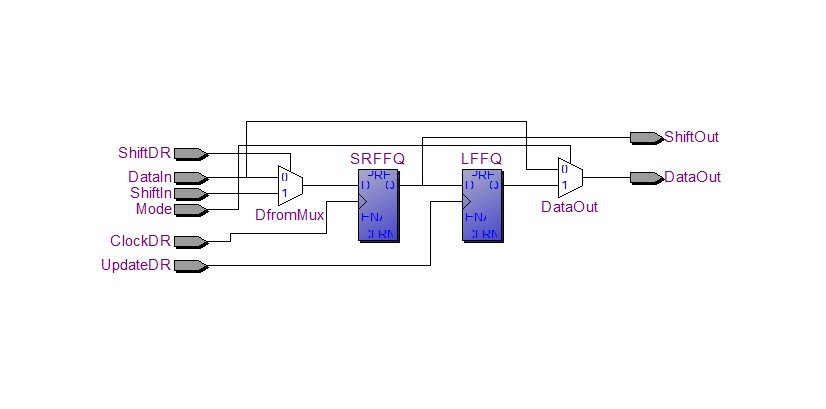 ShiftDR
DataIn
ShiftIn
Mode
ClockDR
UpdateDR
0
1
DfromMux
SRFFQ
PRE
D Q
ENA
CLRN
LFFQ
PRE
D Q
ENA
CLRN
0
1
DataOut
ShiftOut
DataOut